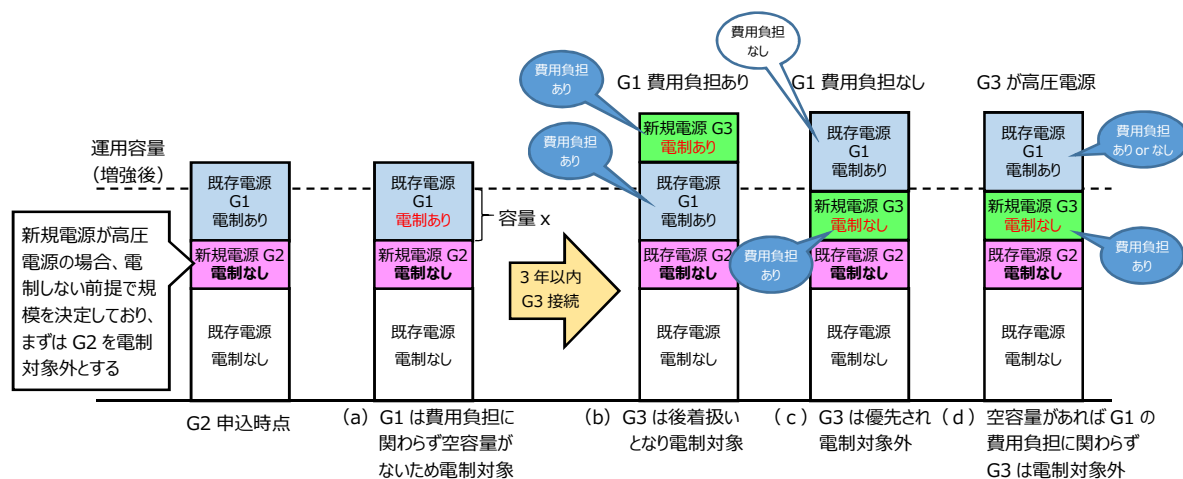 費用負担
なし
費用負担
あり
G1 費用負担あり
G1 費用負担なし
G3 が高圧電源
運用容量
（増強後）
新規電源が高圧
電源の場合、電
制しない前提で規
模を決定しており、
まずは G2 を電制
対象外とする
既存電源
G1
電制あり
新規電源 G2
電制なし
既存電源
電制なし
G2 申込時点
既存電源
G1
電制あり
容量 x
新規電源 G2
電制なし
既存電源
電制なし
(a) G1 は費用負担に
関わらず空容量が
ないため電制対象
3 年以内
G3 接続
新規電源 G3
電制あり
費用負担
あり
既存電源
G1
電制あり
既存電源 G2
電制なし
既存電源
電制なし
(b) G3 は後着扱い
となり電制対象
既存電源
G1
電制あり
新規電源 G3
電制なし
費用負担
あり
既存電源 G2
電制なし
既存電源
電制なし
(c) G3 は優先され
電制対象外
既存電源
G1
電制あり
費用負担
あり or なし
新規電源 G3
電制なし
費用負担
あり
既存電源 G2
電制なし
既存電源
電制なし
(d) 空容量があれば G1 の
費用負担に関わらず
G3 は電制対象外